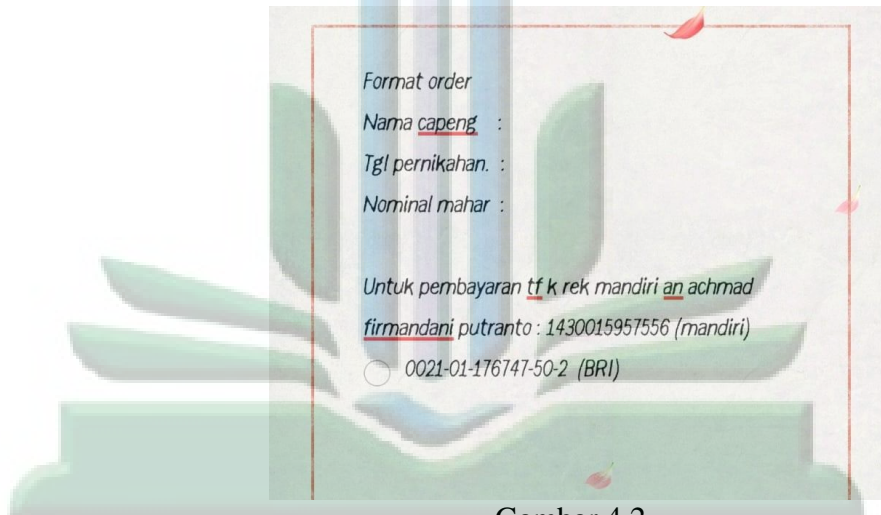 Format order
Nama capeng :
Tgl pernikahan. :
Nominal mahar :
Untuk pembayaran tf k rek mandiri an achmad
firmandani putranto : 1430015957556 (mandiri)
0021-01-176747-50-2 (BRI)
Gambar 4.2